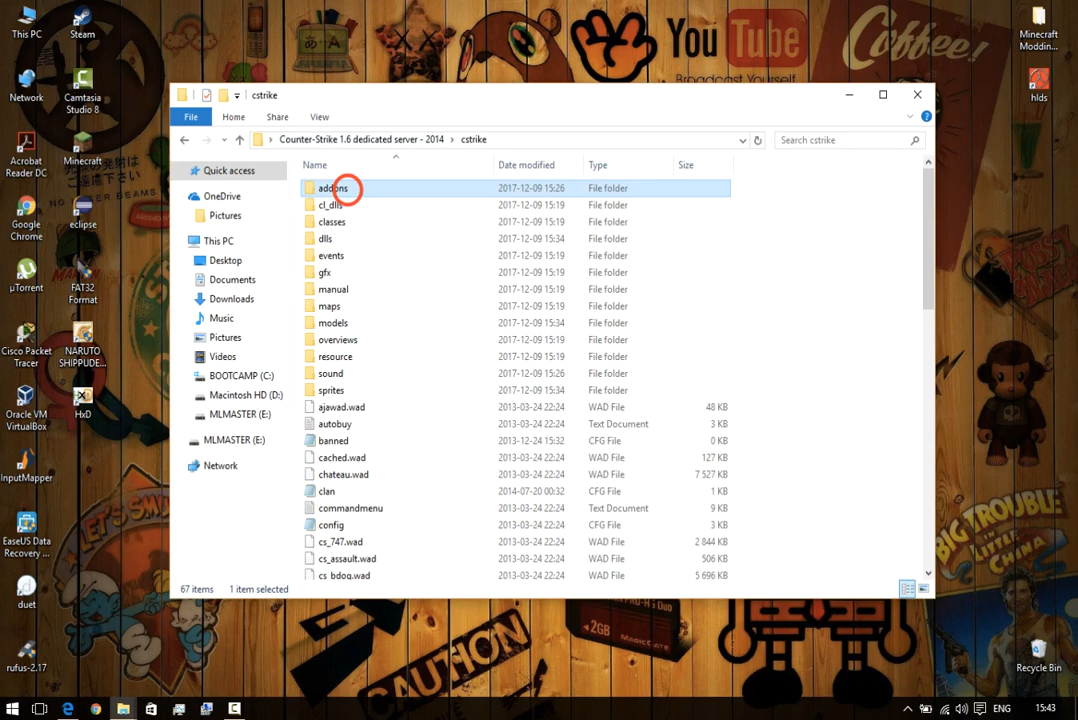 This PC
Steam
You Tube
Broadcast Yourself
Coffee!
Minecraft
Moddin...
Network
Camtasia
Studio 8
hlds
Acrobat
Reader DC
Minecraft
Google
Chrome
eclipse
µTorrent
FAT32
Format
Cisco Packet
Tracer
NARUTO
SHIPPUDE...
Oracle VM
VirtualBox
HxD
InputMapper
EaseUS Data
Recovery ...
duet
rufus-2.17
Recycle Bin
cstrike
File Home Share View
Counter-Strike 1.6 dedicated server - 2014 › cstrike
Search cstrike
Quick access
OneDrive
Pictures
This PC
Desktop
Documents
Downloads
Music
Pictures
Videos
BOOTCAMP (C:)
Macintosh HD (D:)
MLMASTER (E:)
MLMASTER (E:)
Network
Name Date modified Type Size
addons 2017-12-09 15:26 File folder
cl_dlls 2017-12-09 15:19 File folder
classes 2017-12-09 15:19 File folder
dlls 2017-12-09 15:34 File folder
events 2017-12-09 15:19 File folder
gfx 2017-12-09 15:19 File folder
manual 2017-12-09 15:19 File folder
maps 2017-12-09 15:19 File folder
models 2017-12-09 15:34 File folder
overviews 2017-12-09 15:19 File folder
resource 2017-12-09 15:19 File folder
sound 2017-12-09 15:26 File folder
sprites 2017-12-09 15:34 File folder
ajawad.wad 2013-03-24 22:24 WAD File 48 KB
autobuy 2013-03-24 22:24 Text Document 3 KB
banned 2013-12-24 15:32 CFG File 0 KB
cached.wad 2013-03-24 22:24 WAD File 127 KB
chateau.wad 2013-03-24 22:24 WAD File 7 527 KB
clan 2014-07-20 00:32 CFG File 1 KB
commandmenu 2013-03-24 22:24 Text Document 9 KB
config 2013-03-24 22:24 CFG File 3 KB
cs_747.wad 2013-03-24 22:24 WAD File 2 844 KB
cs_assault.wad 2013-03-24 22:24 WAD File 506 KB
cs_bdog.wad 2013-03-24 22:24 WAD File 5 696 KB
67 items 1 item selected
LET'S SMU
CAUTION
2GB
MAGICGATE
BIG TROUBLE
IN LITTLE
CHINA
ENG 15:43